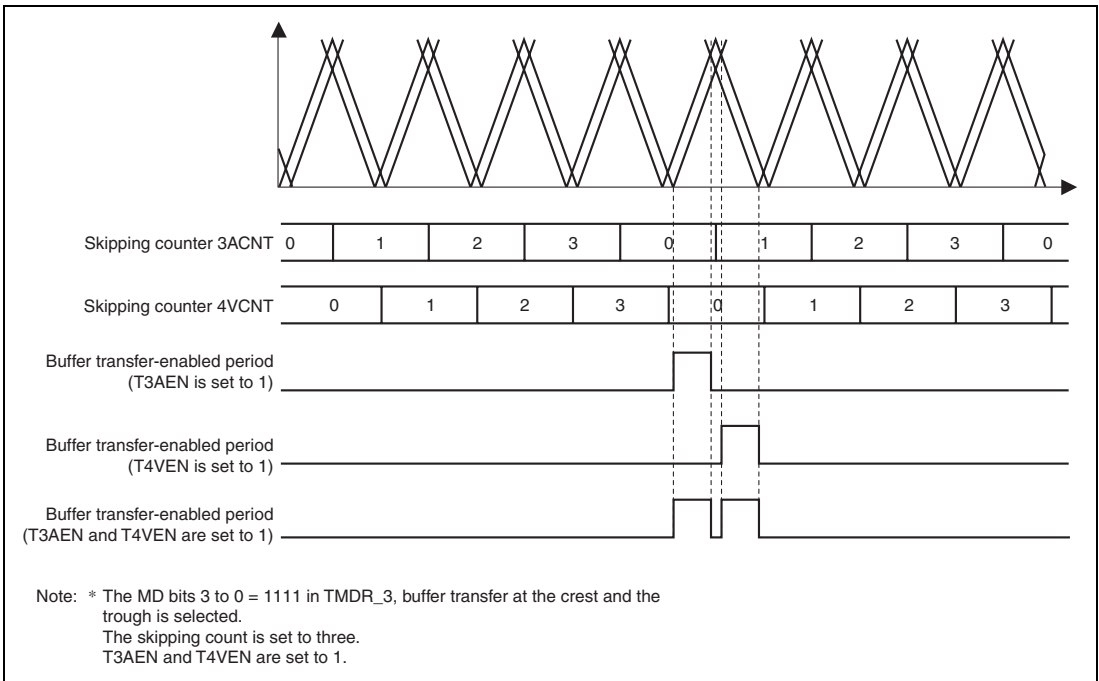 Skipping counter 3ACNT 0 1 2 3 0 1 2 3 0
Skipping counter 4VCNT 0 1 2 3 0 1 2 3
Buffer transfer-enabled period
(T3AEN is set to 1)
Buffer transfer-enabled period
(T4VEN is set to 1)
Buffer transfer-enabled period
(T3AEN and T4VEN are set to 1)
Note: * The MD bits 3 to 0 = 1111 in TMDR_3, buffer transfer at the crest and the
trough is selected.
The skipping count is set to three.
T3AEN and T4VEN are set to 1.